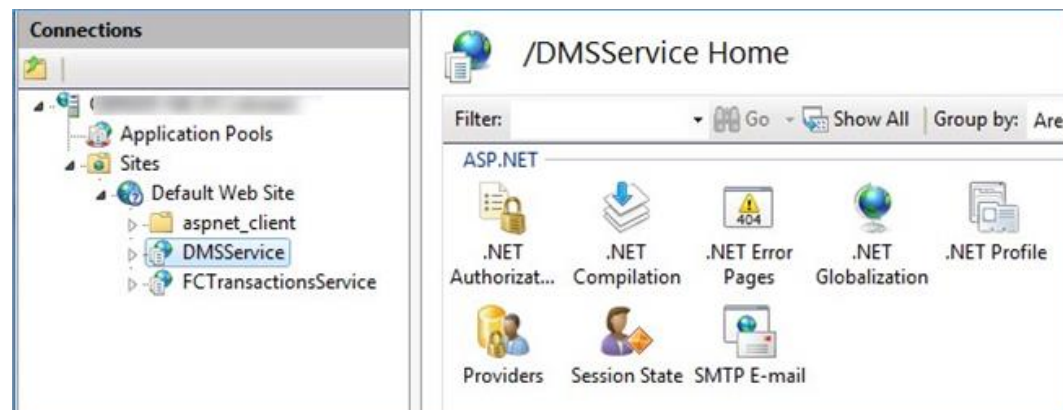 Connections
Application Pools
Sites
Default Web Site
aspnet_client
DMSService
FCTransactionsService
/DMSService Home
Filter:
Go
Show All
Group by:
Are
ASP.NET
.NET Authorizat...
.NET Compilation
404
.NET Error Pages
.NET Globalization
.NET Profile
Providers
Session State
SMTP E-mail